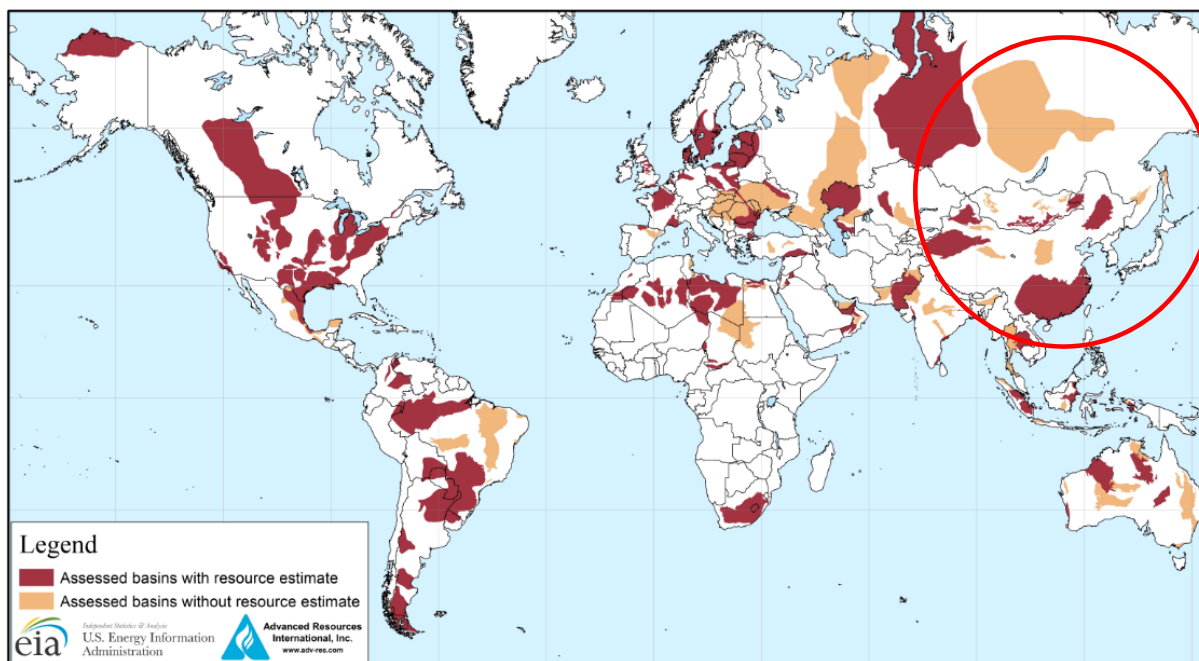 Legend
Assessed basins with resource estimate
Assessed basins without resource estimate
eia
Independent Statistics & Analysis
U.S. Energy Information
Administration
Advanced Resources
International, Inc.
www.adv-res.com